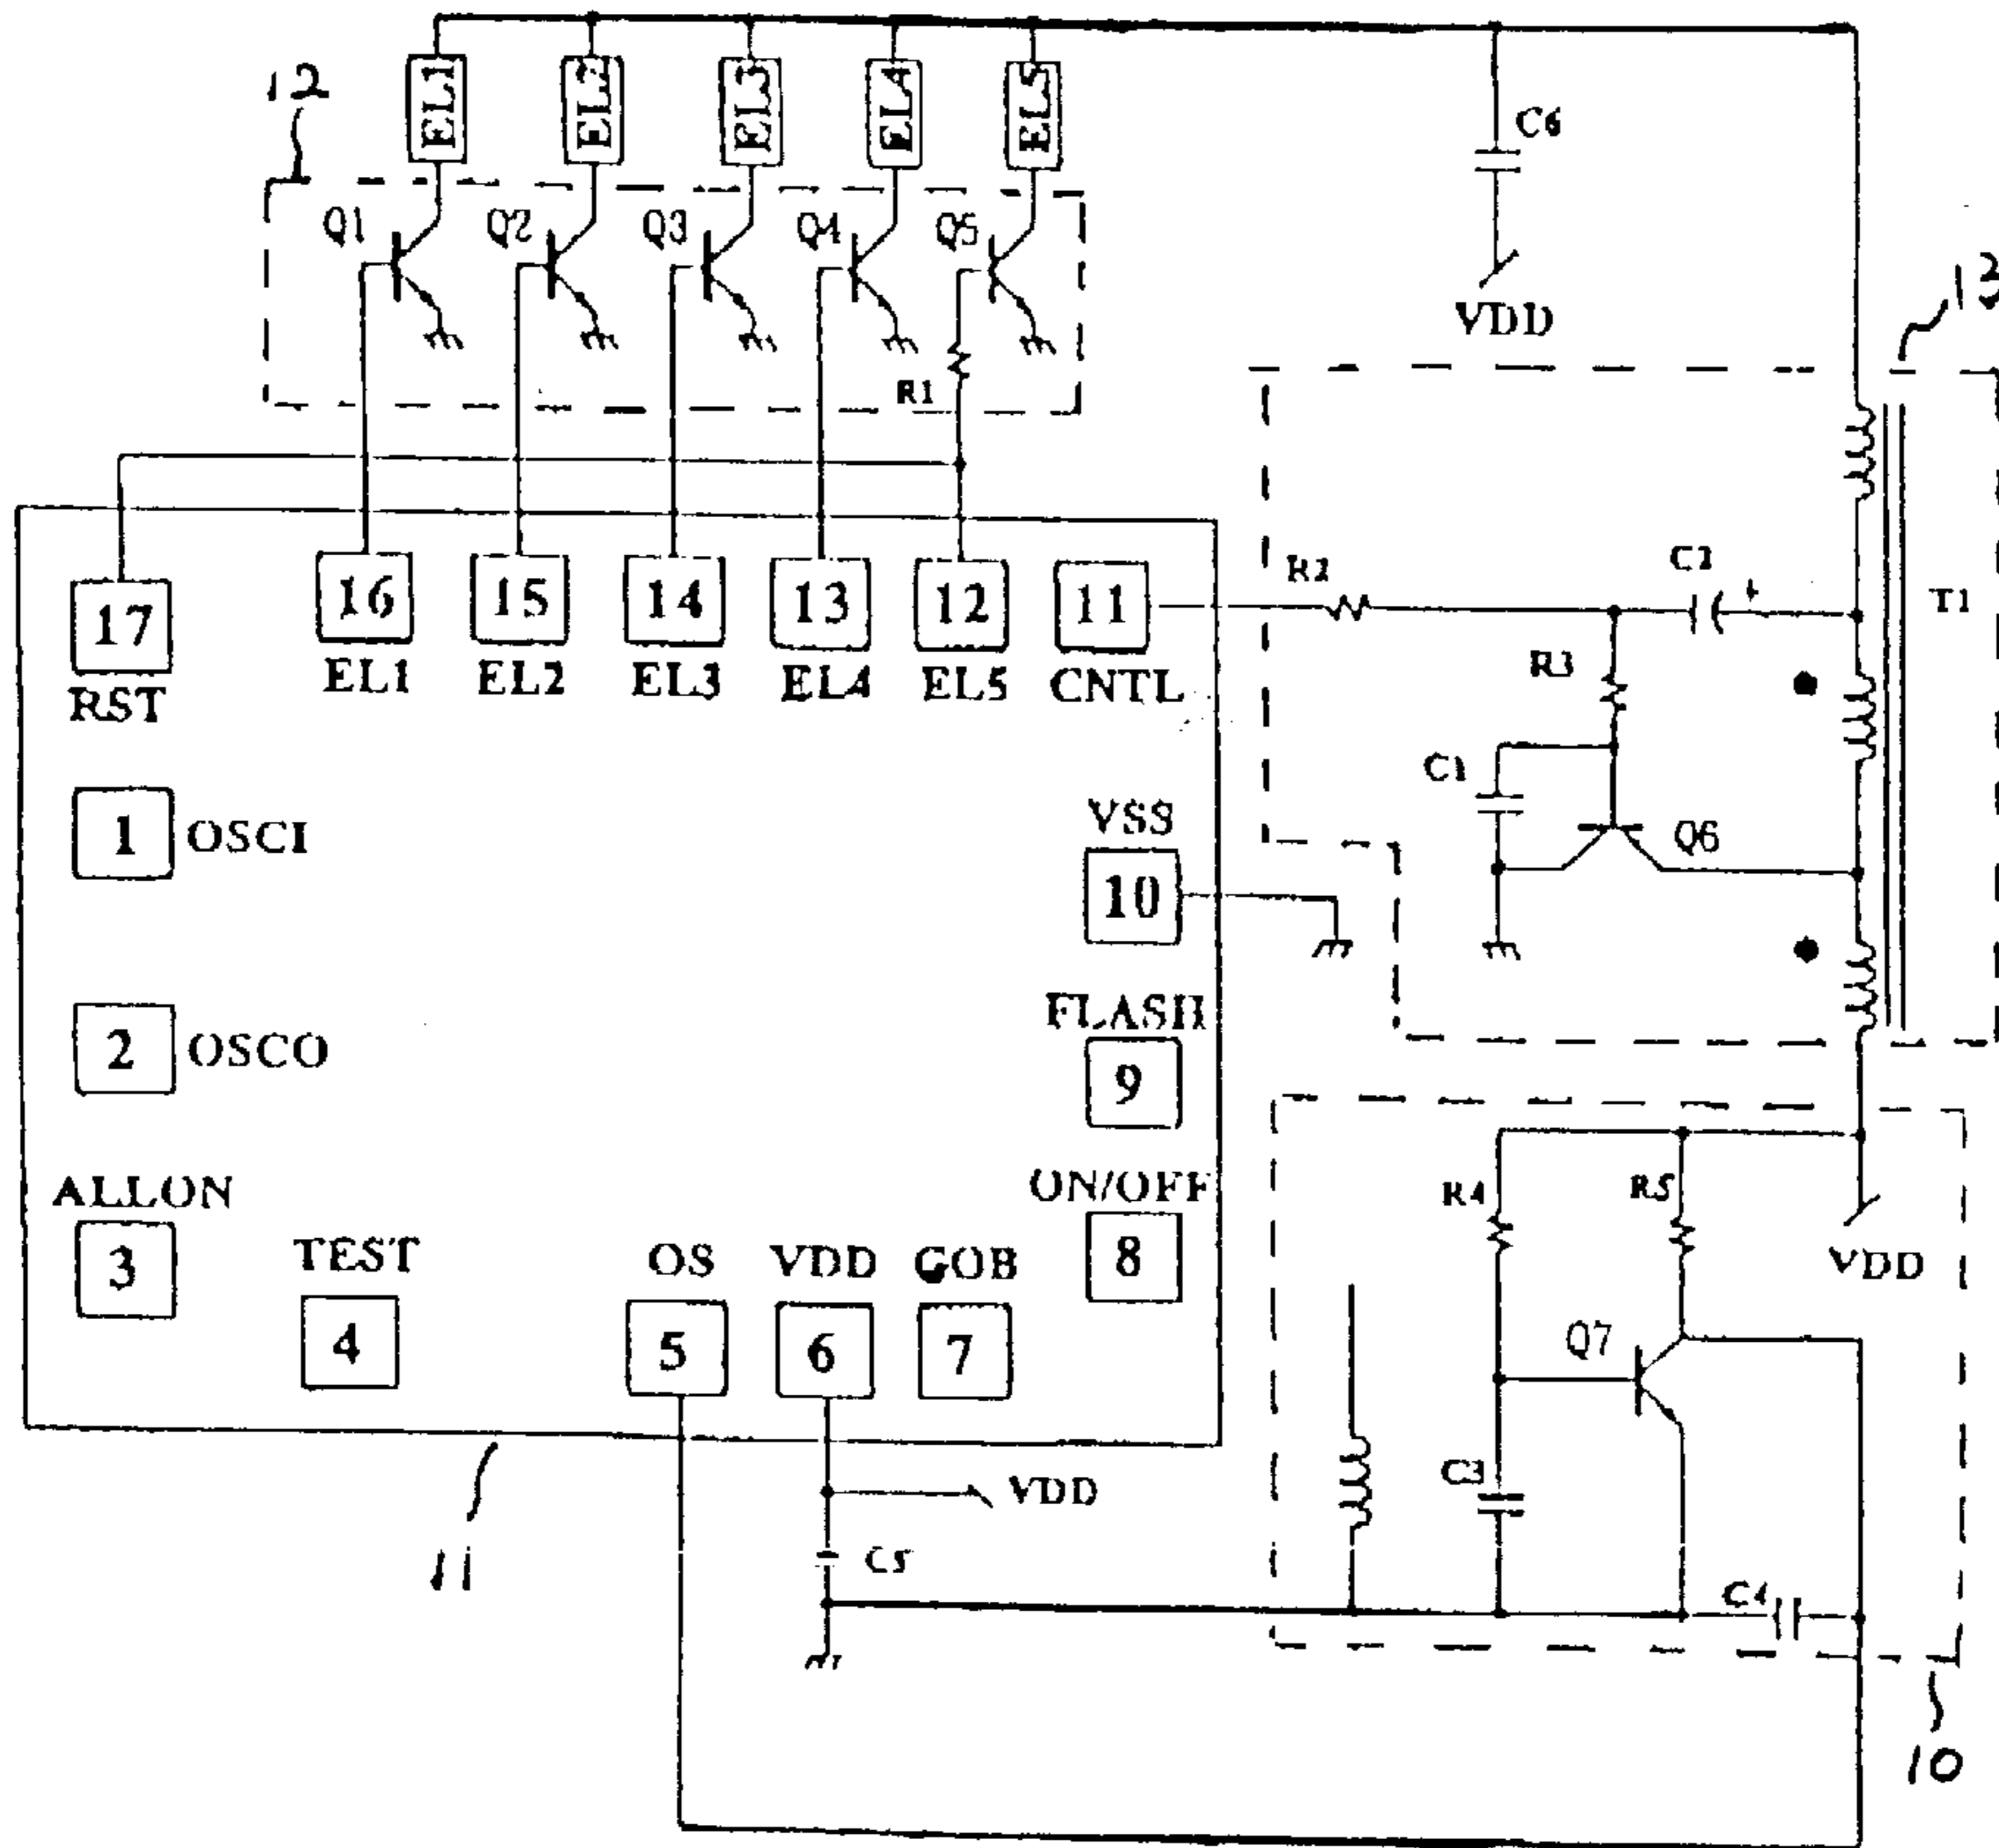 EL1 EL2 EL3 EL4 EL5
12
C6
Q1 Q2 Q3 Q4 Q5
VDD
13
R1
R2
C2 +
T1
17 16 15 14 13 12 11
RST EL1 EL2 EL3 EL4 EL5 CNTL
R3
C1
Q6
1 OSCI
VSS
10
2 OSCO
FLASH
9
ALLON
3
ON/OFF
8
TEST
4
OS VDD GOB
5 6 7
R4 R5
VDD
Q7
C3
VDD
C5
C4
11
10